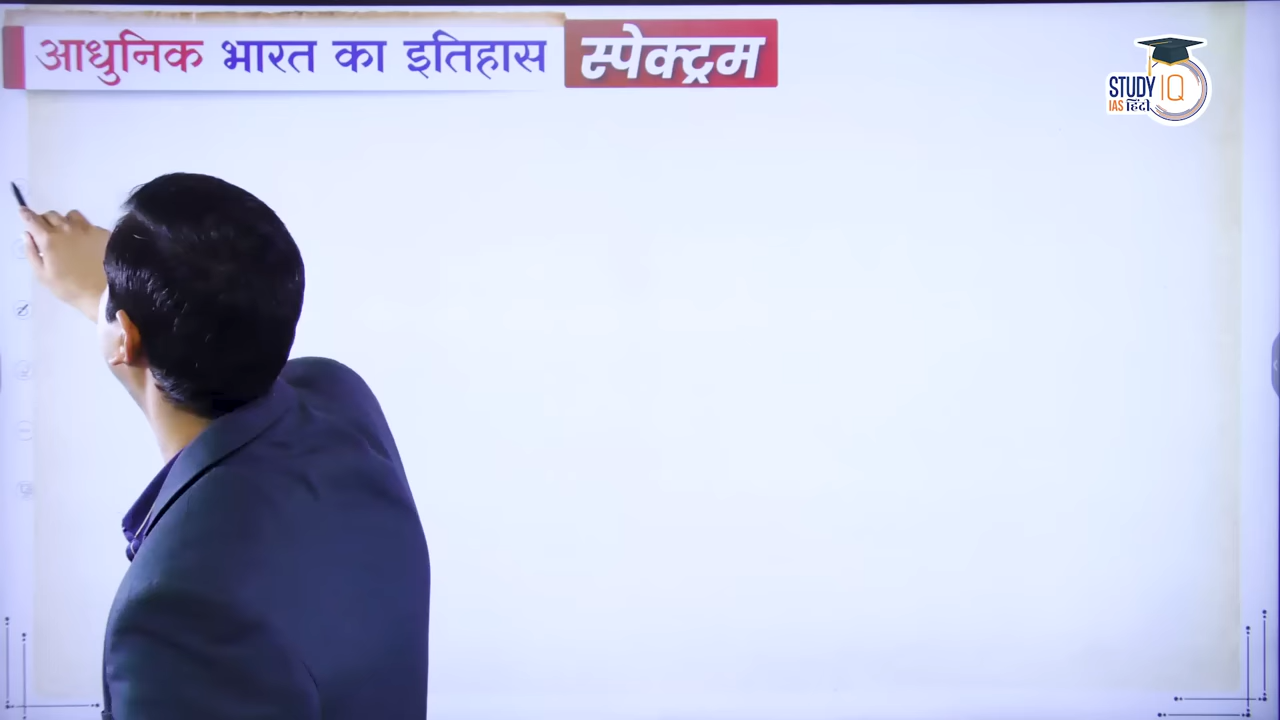 आधुनिक भारत का इतिहास स्पेक्ट्रम
STUDY IQ
IAS हिंदी